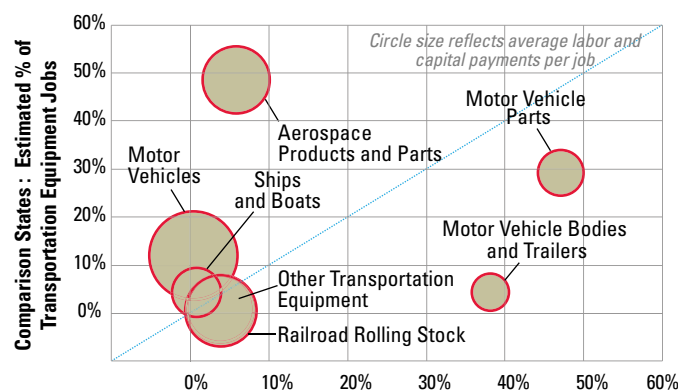 60%
50%
40%
30%
20%
10%
0%
Comparison States: Estimated % of
Transportation Equipment Jobs
Circle size reflects average labor and
capital payments per job
Motor Vehicle
Parts
Aerospace
Products and Parts
Motor
Vehicles
Ships
and Boats
Motor Vehicle Bodies
and Trailers
Other Transportation
Equipment
Railroad Rolling Stock
0% 10% 20% 30% 40% 50% 60%